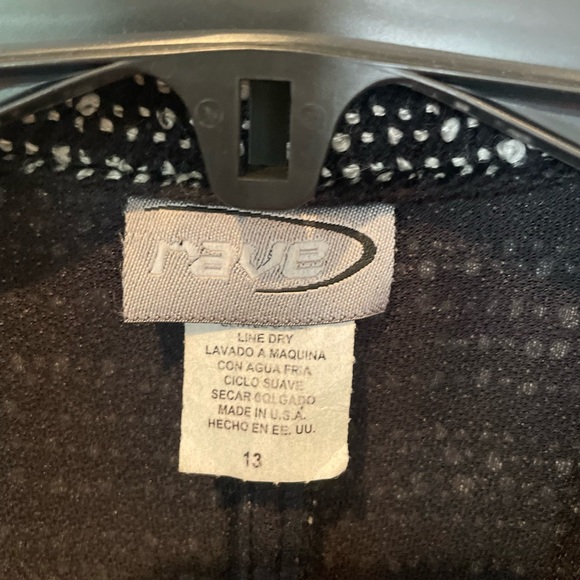 rave
LINE DRY
LAVADO A MAQUINA
CON AGUA FRIA
CICLO SUAVE
SECAR COLGADO
MADE IN U.S.A.
HECHO EN EE. UU.
13